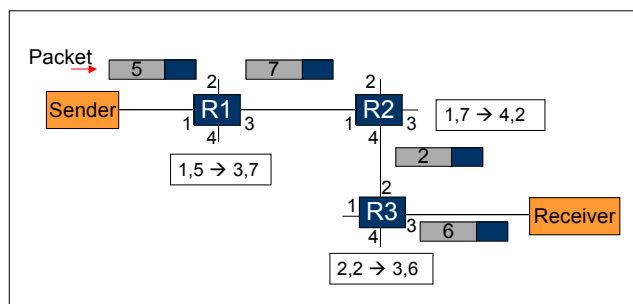 Packet
5
7
2
2
Sender
R1
R2
1
3
1
3
4
4
1,7 → 4,2
1,5 → 3,7
2
2
1
R3
3
Receiver
6
4
2,2 → 3,6